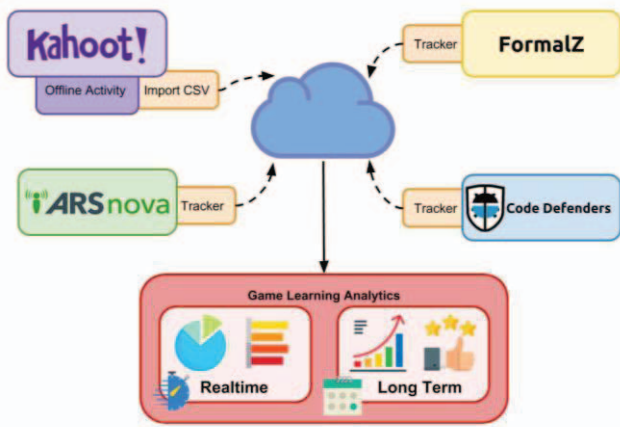 Kahoot!
Offline Activity
Import CSV
Tracker
FormalZ
ARSnova
Tracker
Tracker
Code Defenders
Game Learning Analytics
Realtime
Long Term